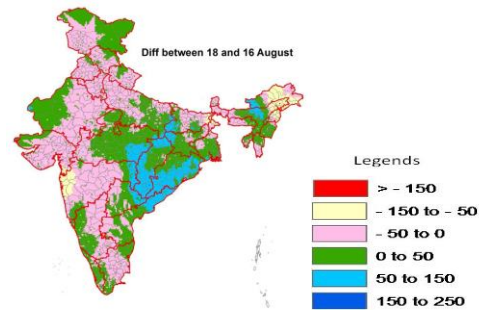 Diff between 18 and 16 August
Legends
> - 150
- 150 to - 50
- 50 to 0
0 to 50
50 to 150
150 to 250